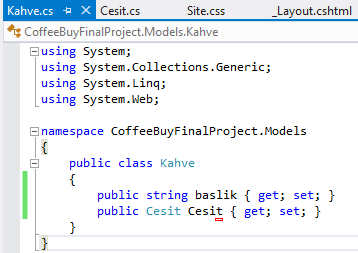 Kahve.cs Cesit.cs Site.css _Layout.cshtml
CoffeeBuyFinalProject.Models.Kahve
using System;
using System.Collections.Generic;
using System.Linq;
using System.Web;
namespace CoffeeBuyFinalProject.Models
{
public class Kahve
{
public string baslik { get; set; }
public Cesit Cesit { get; set; }
}
}